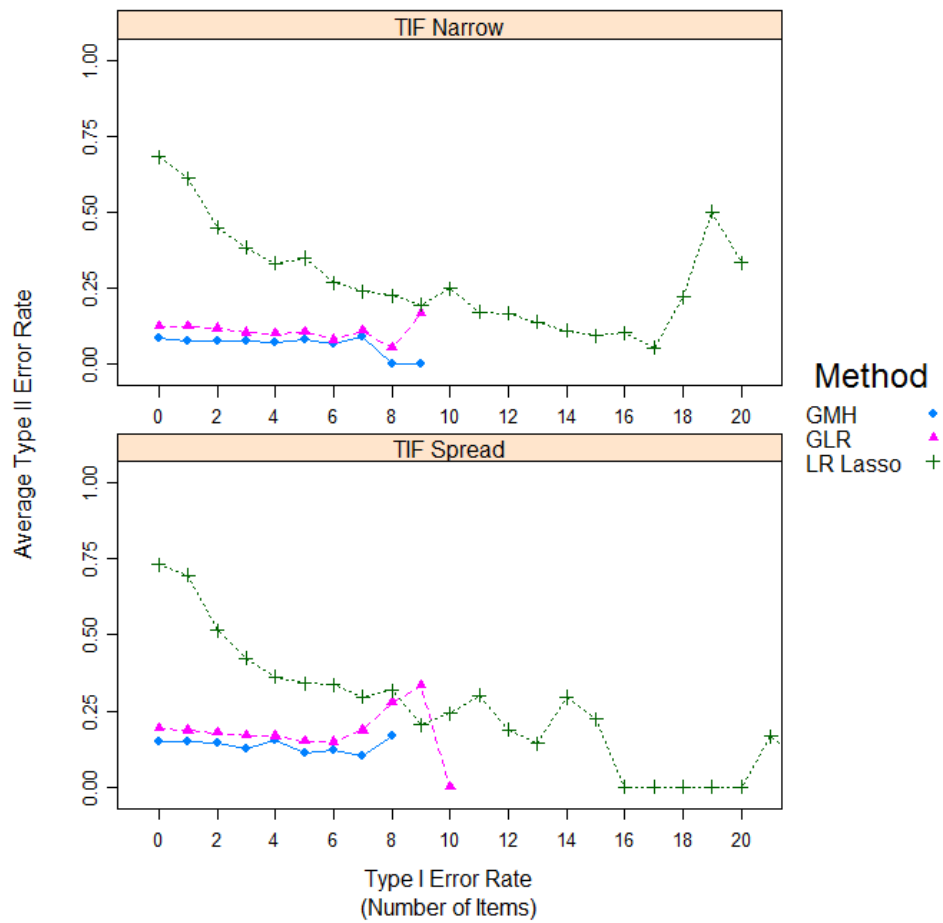 TIF Narrow
1.00
0.75
0.50
0.25
0.00
0 2 4 6 8 10 12 14 16 18 20
TIF Spread
1.00
0.75
0.50
0.25
0.00
0 2 4 6 8 10 12 14 16 18 20
Average Type II Error Rate
Type I Error Rate
(Number of Items)
Method
GMH
GLR
LR Lasso